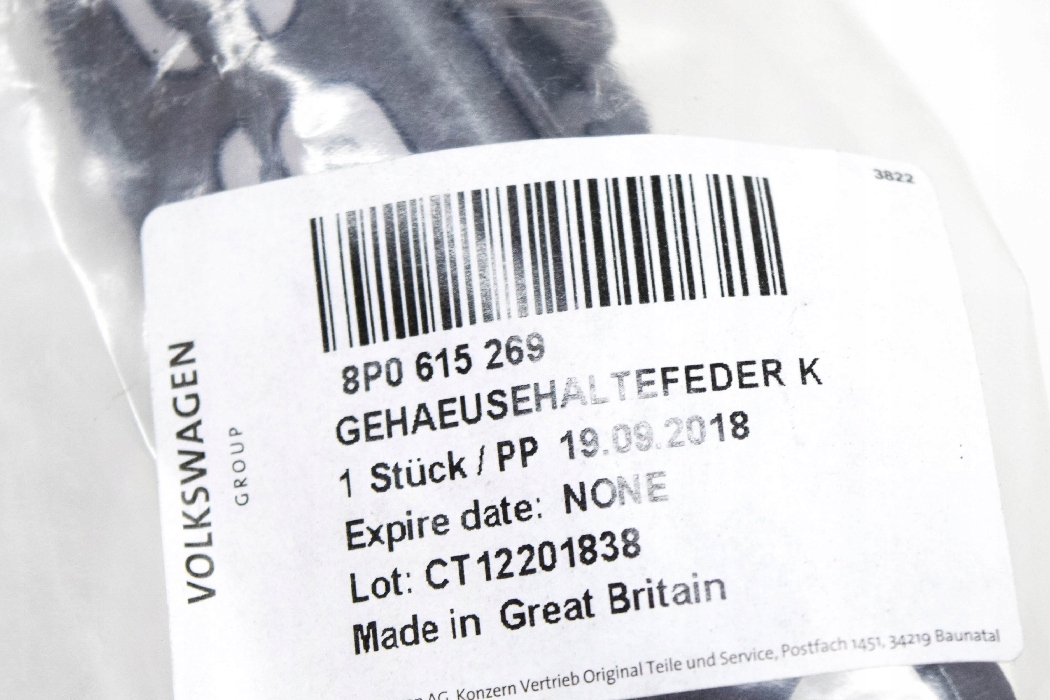 3822
8P0 615 269
GEHAEUSEHALTEFEDER K
1 Stück / PP 19.09.2018
Expire date: NONE
Lot: CT12201838
Made in Great Britain
AG, Konzern Vertrieb Original Teile und Service, Postfach 1451, 34219 Baunatal
VOLKSWAGEN
GROUP